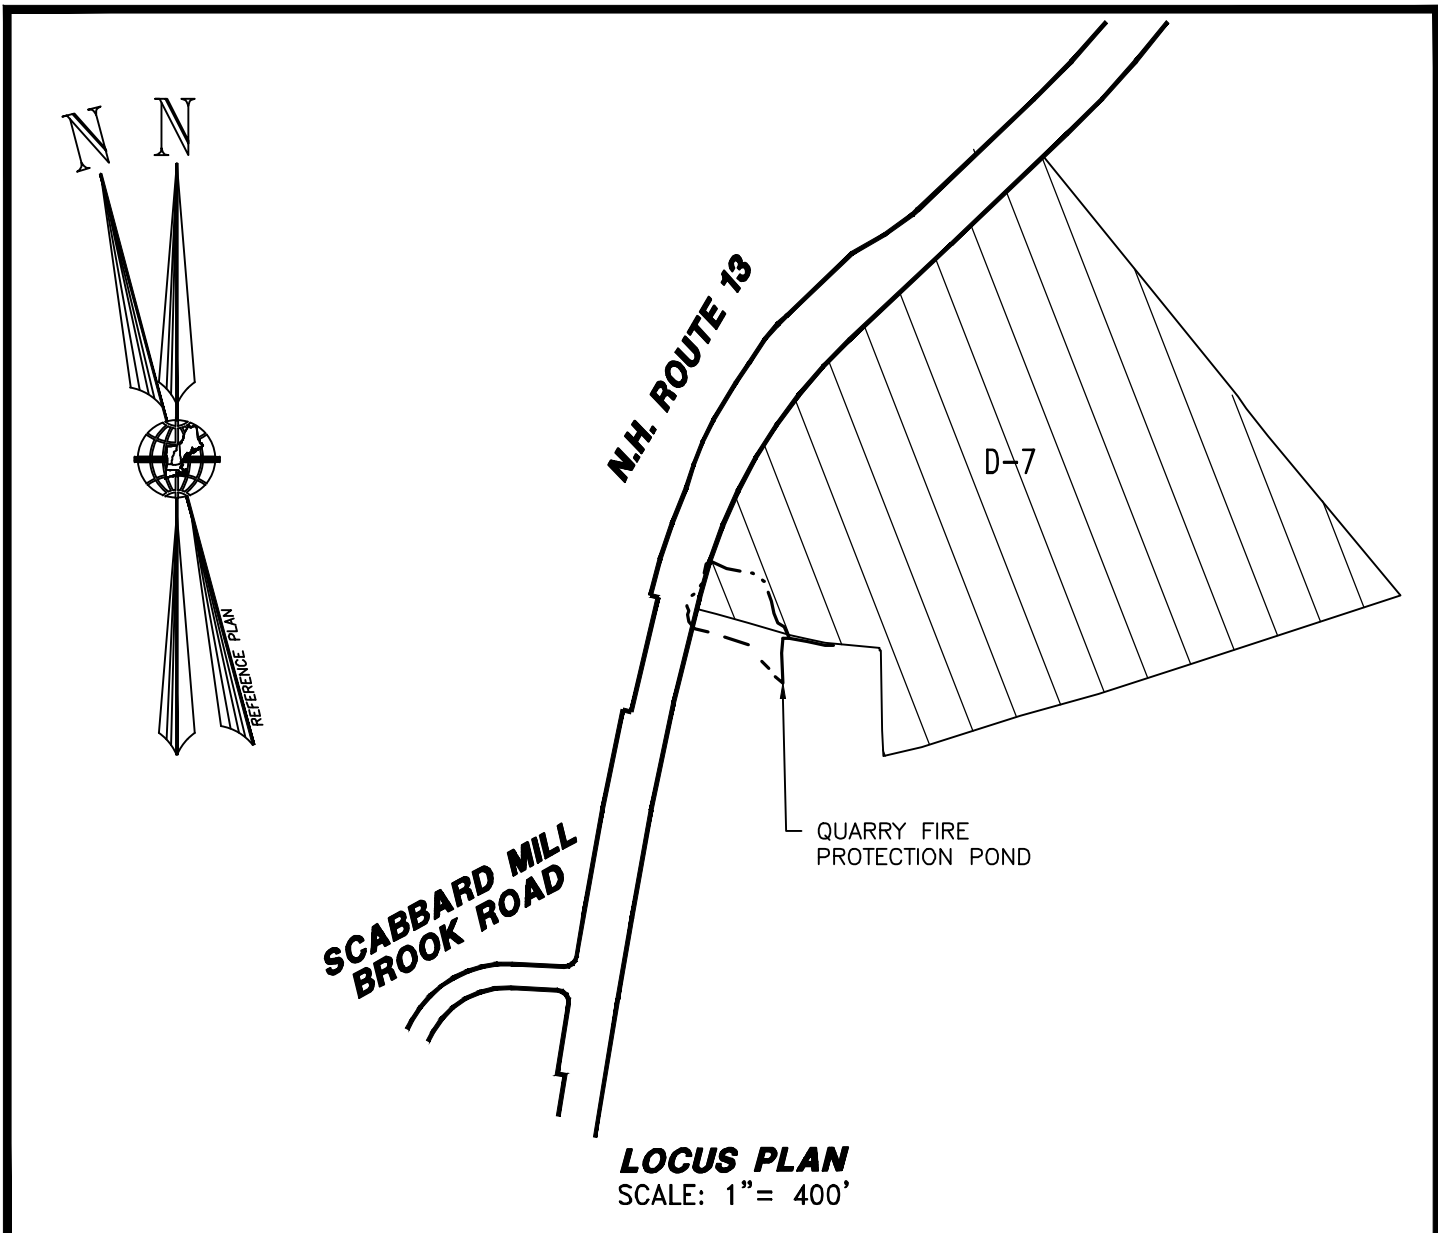 N N
N.H. ROUTE 13
D-7
REFERENCE PLAN
QUARRY FIRE
PROTECTION POND
SCABBARD MILL
BROOK ROAD
LOCUS PLAN
SCALE: 1"= 400'